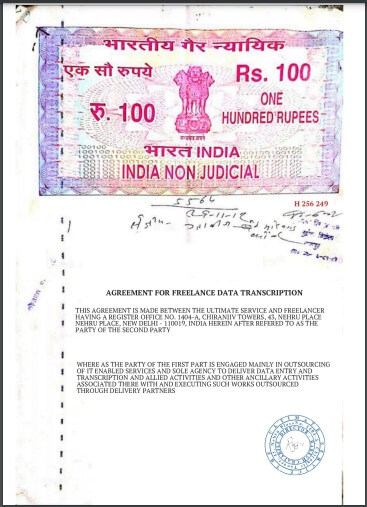 भारतीय गैर न्यायिक
एक सौ रुपये
Rs. 100
रु. 100
ONE
HUNDRED RUPEES
भारत INDIA
INDIA NON JUDICIAL
H 256 249
5564
AGREEMENT FOR FREELANCE DATA TRANSCRIPTION
THIS AGREEMENT IS MADE BETWEEN THE ULTIMATE SERVICE AND FREELANCER
HAVING A REGISTER OFFICE NO. 1404-A, CHIRANJIV TOWERS, 43, NEHRU PLACE
NEHRU PLACE, NEW DELHI - 110019, INDIA HEREIN AFTER REFERED TO AS THE
PARTY OF THE SECOND PARTY
WHERE AS THE PARTY OF THE FIRST PART IS ENGAGED MAINLY IN OUTSOURCING
OF IT ENABLED SERVICES AND SOLE AGENCY TO DELIVER DATA ENTRY AND
TRANSCRIPTION AND ALLIED ACTIVITIES AND OTHER ANCILLARY ACTIVITIES
ASSOCIATED THERE WITH AND EXECUTING SUCH WORKS OUTSOURCED
THROUGH DELIVERY PARTNERS